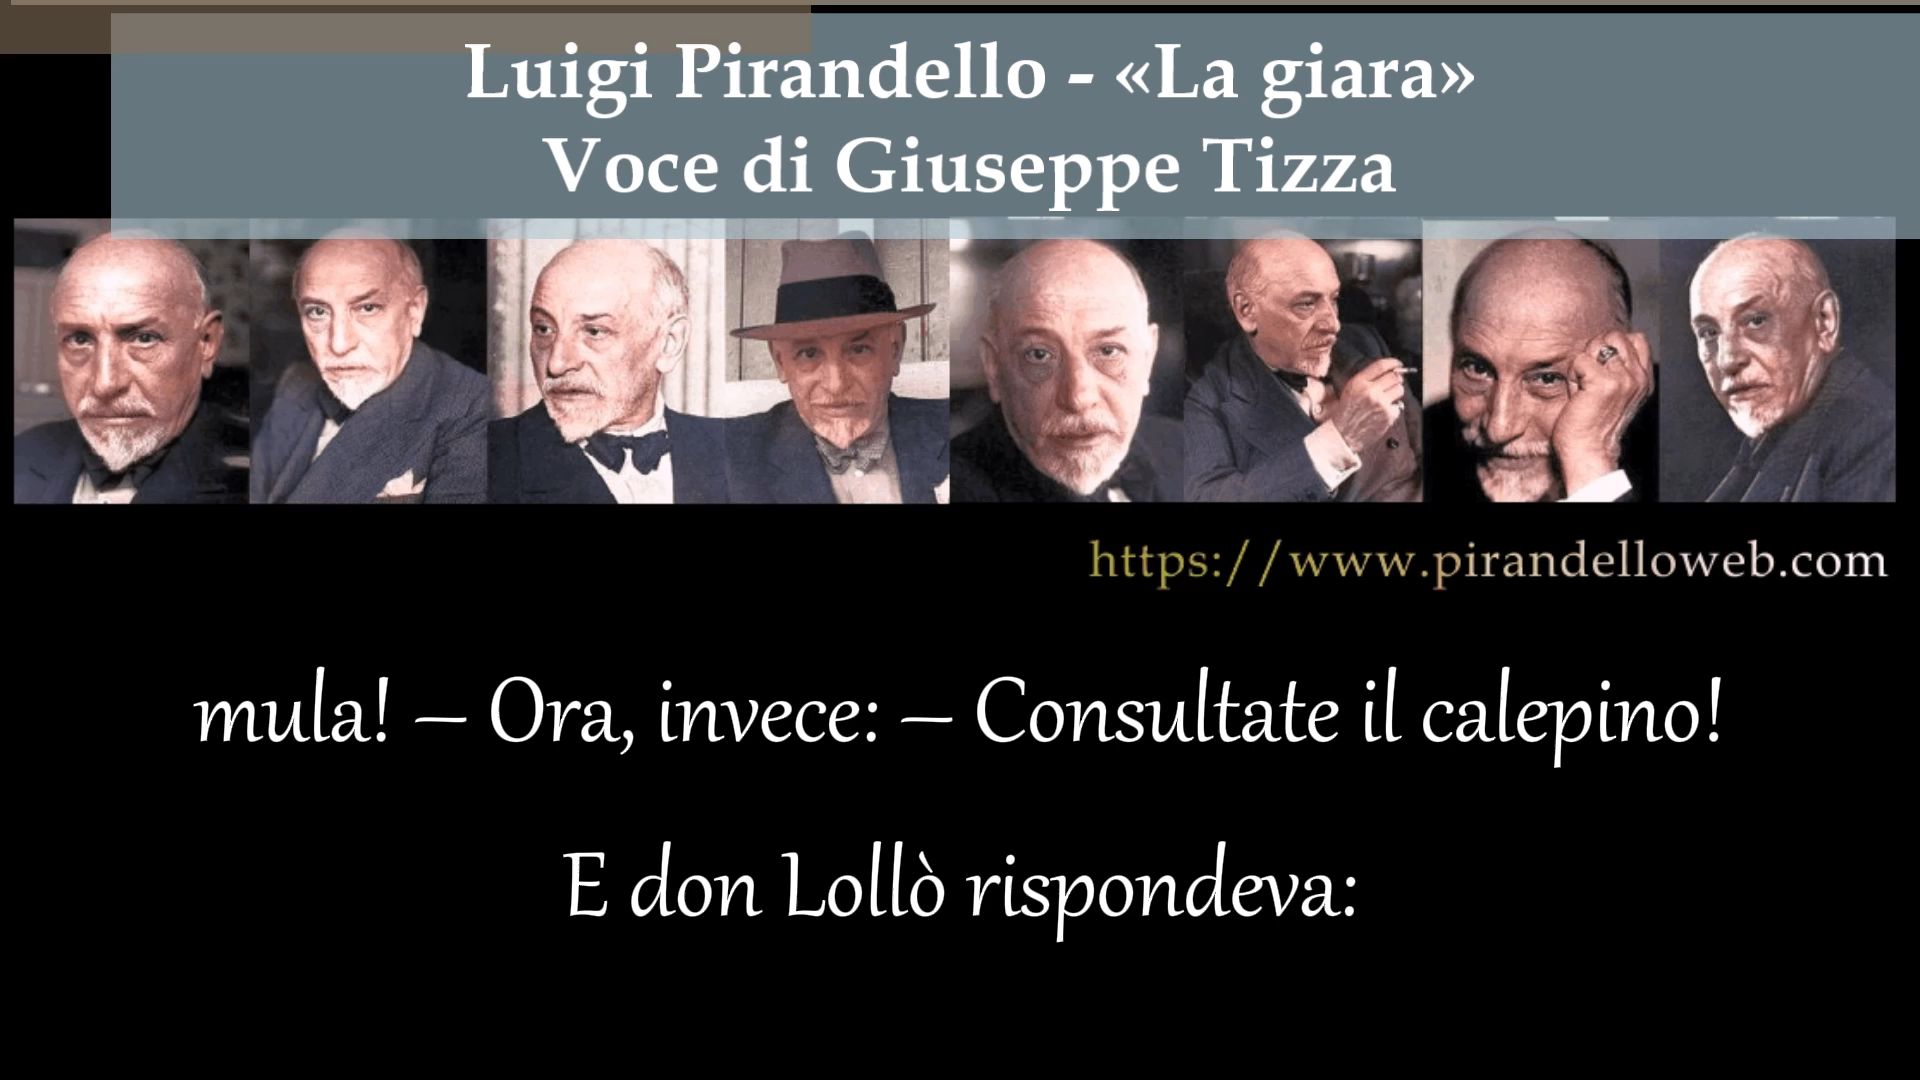 Luigi Pirandello - «La giara»
Voce di Giuseppe Tizza
https://www.pirandelloweb.com
mula! – Ora, invece: – Consultate il calepino!
E don Lollò rispondeva: